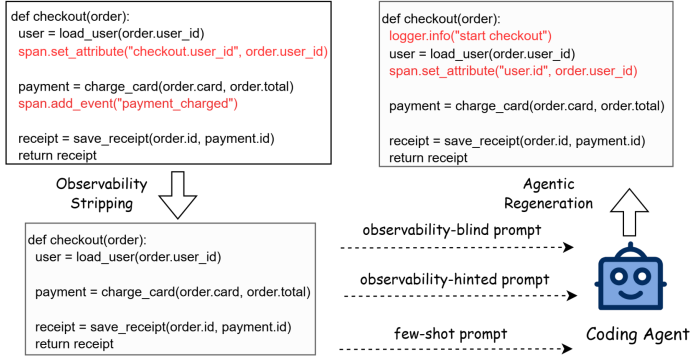 def checkout(order):
user = load_user(order.user_id)
span.set_attribute("checkout.user_id", order.user_id)
payment = charge_card(order.card, order.total)
span.add_event("payment_charged")
receipt = save_receipt(order.id, payment.id)
return receipt
def checkout(order):
logger.info("start checkout")
user = load_user(order.user_id)
span.set_attribute("user.id", order.user_id)
payment = charge_card(order.card, order.total)
receipt = save_receipt(order.id, payment.id)
return receipt
Observability
Stripping
Agentic
Regeneration
def checkout(order):
user = load_user(order.user_id)
payment = charge_card(order.card, order.total)
receipt = save_receipt(order.id, payment.id)
return receipt
observability-blind prompt
observability-hinted prompt
few-shot prompt
Coding Agent